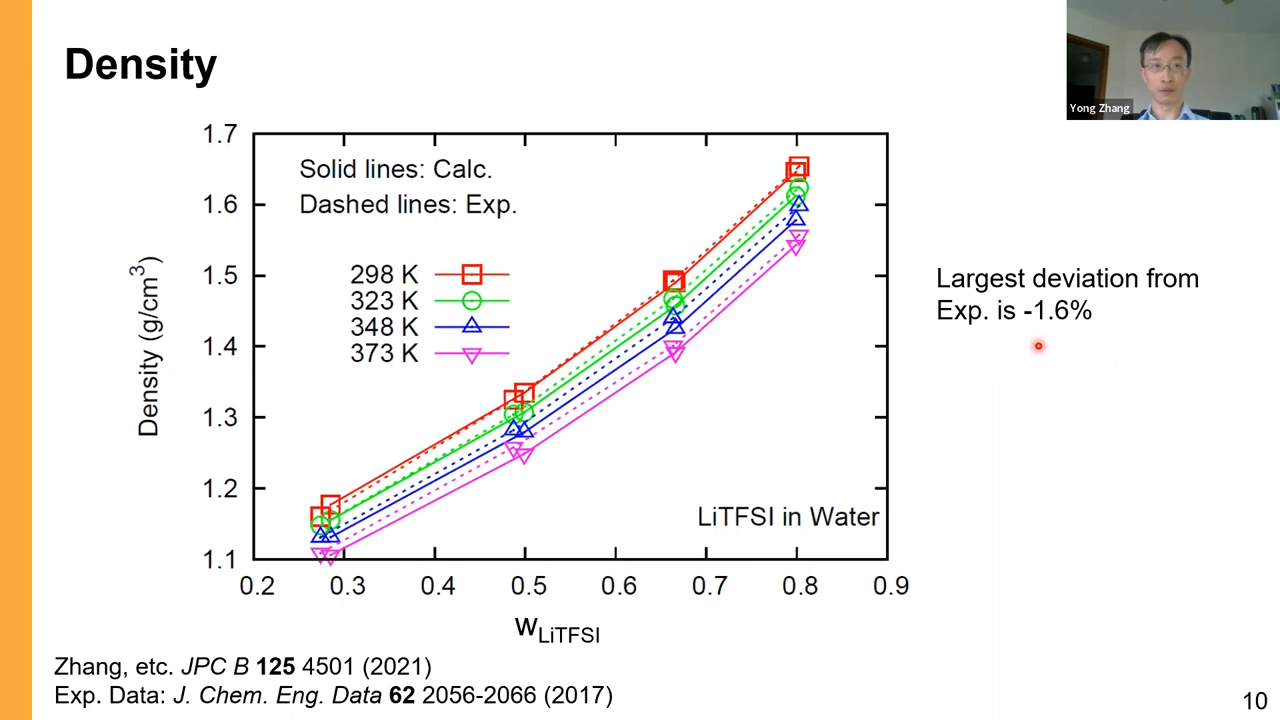 Density
Yong Zhang
1.7
1.6
1.5
1.4
1.3
1.2
1.1
Density (g/cm3)
Solid lines: Calc.
Dashed lines: Exp.
298 K
323 K
348 K
373 K
LiTFSI in Water
0.2 0.3 0.4 0.5 0.6 0.7 0.8 0.9
wLiTFSI
Largest deviation from
Exp. is -1.6%
Zhang, etc. JPC B 125 4501 (2021)
Exp. Data: J. Chem. Eng. Data 62 2056-2066 (2017)
10